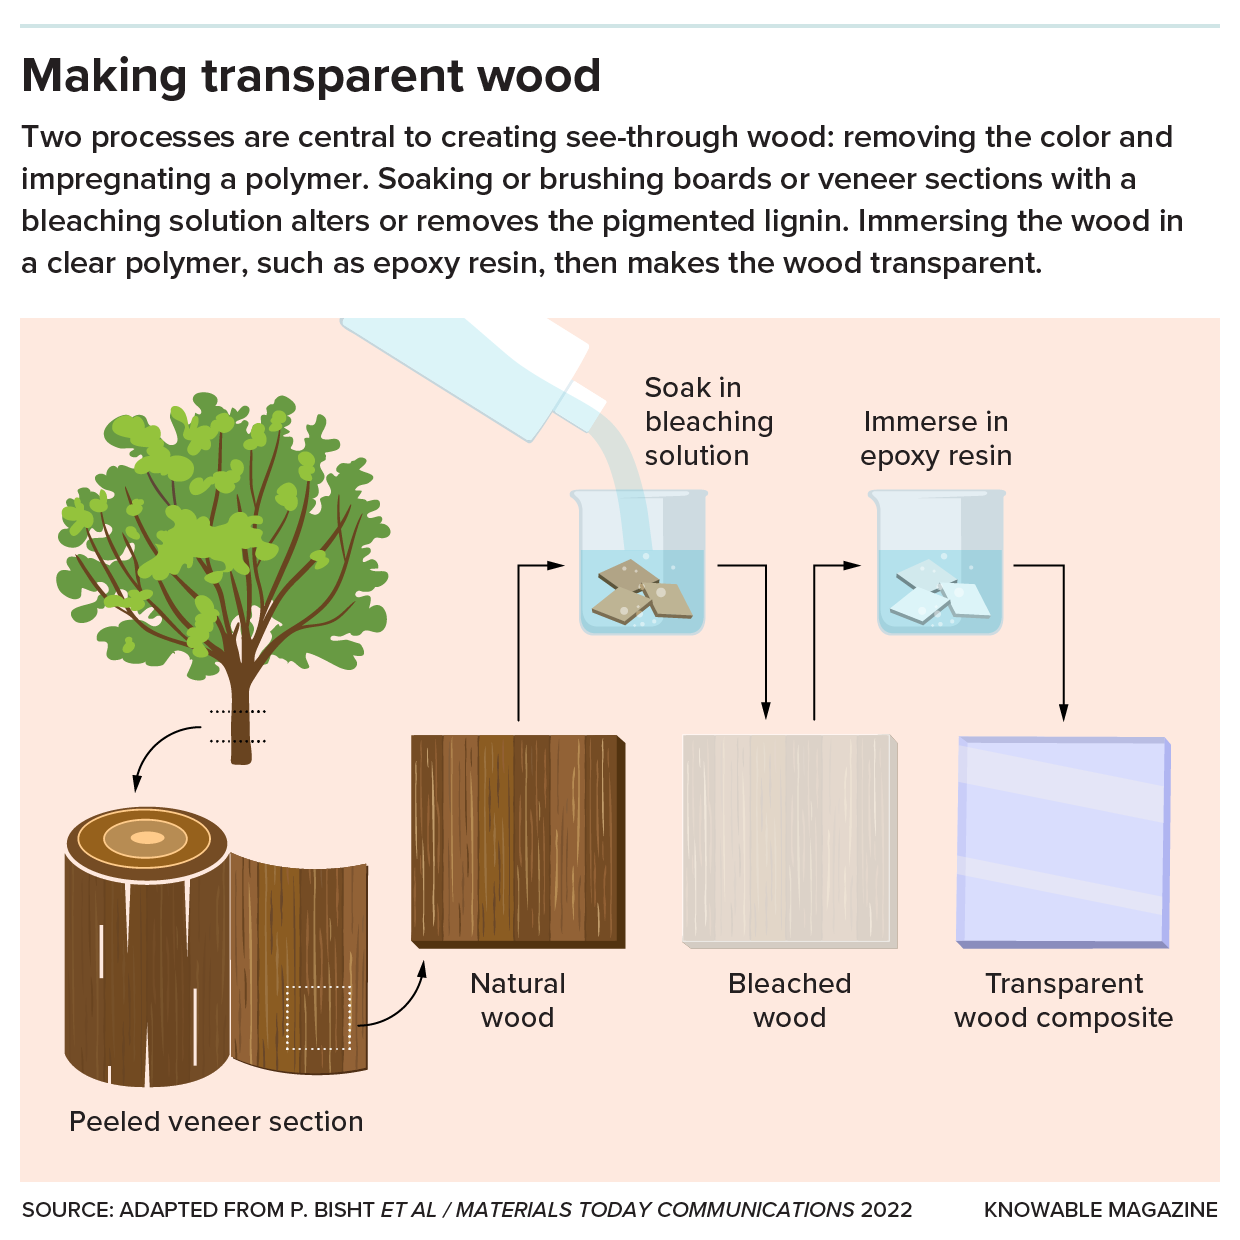 Making transparent wood
Two processes are central to creating see-through wood: removing the color and
impregnating a polymer. Soaking or brushing boards or veneer sections with a
bleaching solution alters or removes the pigmented lignin. Immersing the wood in
a clear polymer, such as epoxy resin, then makes the wood transparent.
Soak in
bleaching
solution
Immerse in
epoxy resin
Natural
wood
Bleached
wood
Transparent
wood composite
Peeled veneer section
SOURCE: ADAPTED FROM P. BISHT ET AL / MATERIALS TODAY COMMUNICATIONS 2022
KNOWABLE MAGAZINE